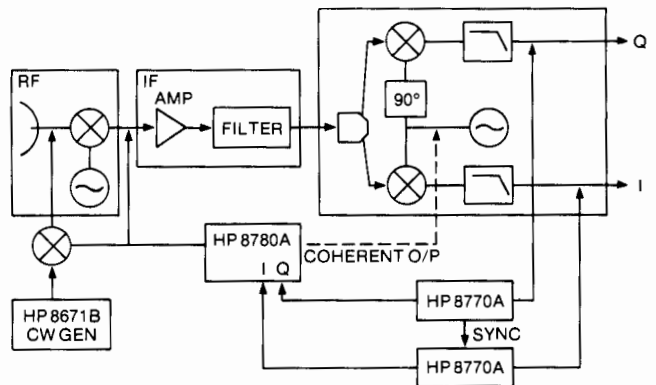 RF
IF
AMP
FILTER
90°
Q
I
HP 8780A
I Q
COHERENT O/P
HP 8671B
CW GEN
HP 8770A
SYNC
HP 8770A